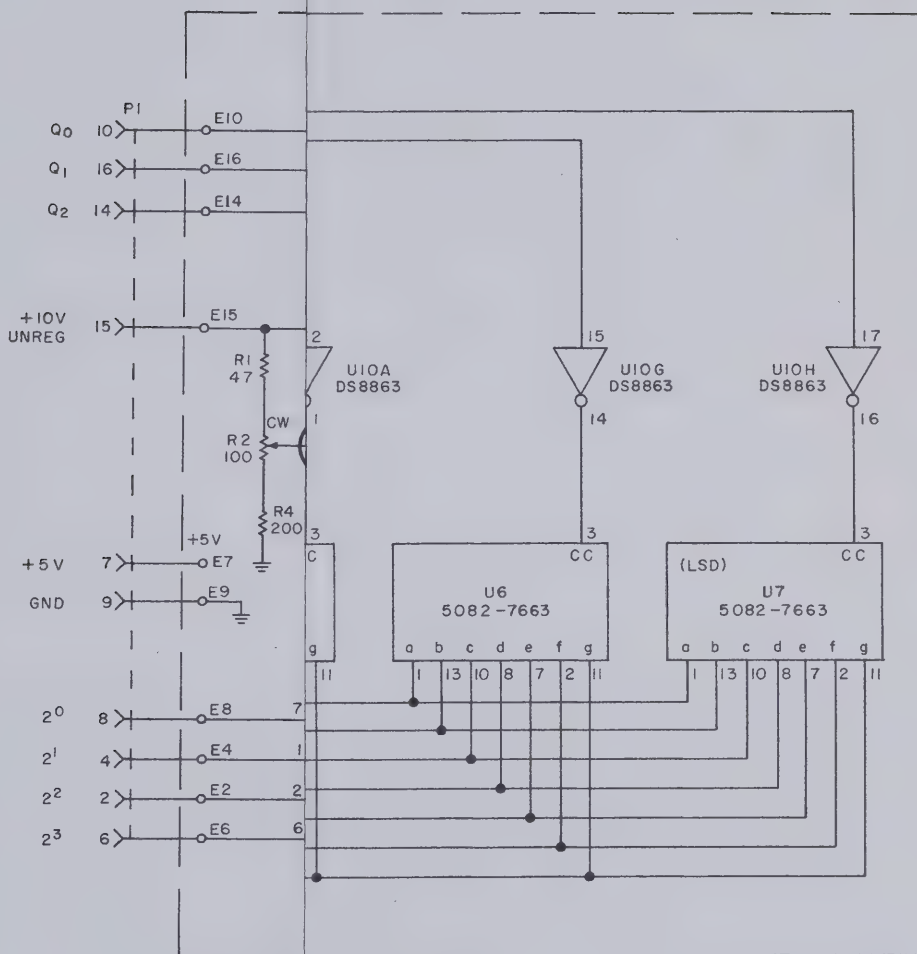 P1
Q0 10 E10
Q1 16 E16
Q2 14 E14
+10V
UNREG 15 E15
2 15 17
R1
47
U10A
DS8863
U10G
DS8863
U10H
DS8863
1 14 16
CW
R2
100
R4
200
3 3 3
+5V
+5V 7 E7
GND 9 E9
C CC (LSD) CC
U6
5082-7663
U7
5082-7663
g a b c d e f g a b c d e f g
11 1 13 10 8 7 2 11 1 13 10 8 7 2 11
2^0 8 E8 7
2^1 4 E4 1
2^2 2 E2 2
2^3 6 E6 6